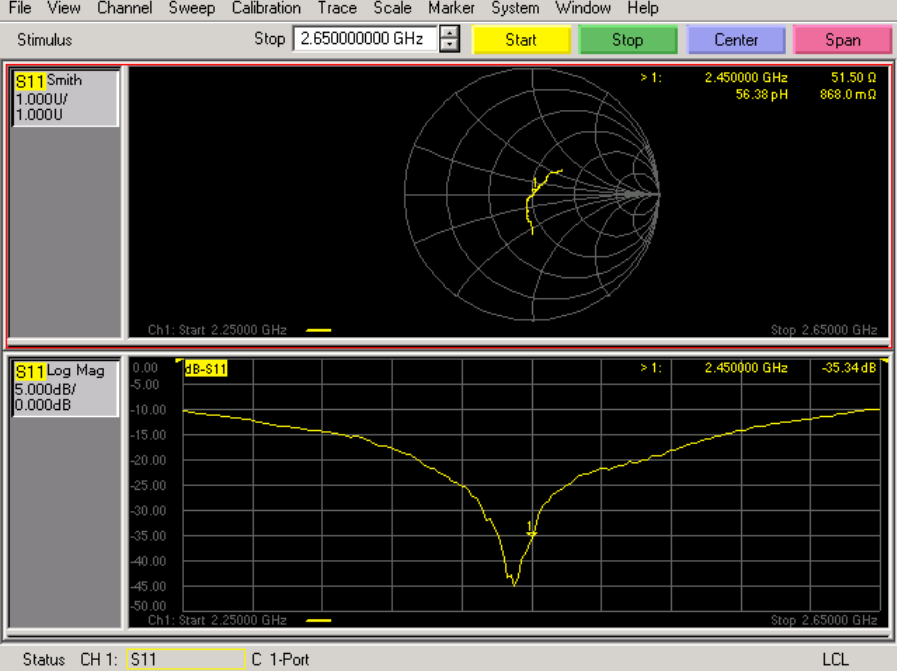 File View Channel Sweep Calibration Trace Scale Marker System Window Help
Stimulus Stop 2.650000000 GHz Start Stop Center Span
S11 Smith
1.000U/
1.000U
> 1: 2.450000 GHz 51.50 Ω
56.38 pH 868.0 mΩ
1
Ch1: Start 2.25000 GHz Stop 2.65000 GHz
S11 Log Mag
5.000dB/
0.000dB
dB-S11
> 1: 2.450000 GHz -35.34 dB
0.00
-5.00
-10.00
-15.00
-20.00
-25.00
-30.00
-35.00
-40.00
-45.00
-50.00
1
Ch1: Start 2.25000 GHz Stop 2.65000 GHz
Status CH 1: S11 C 1-Port LCL